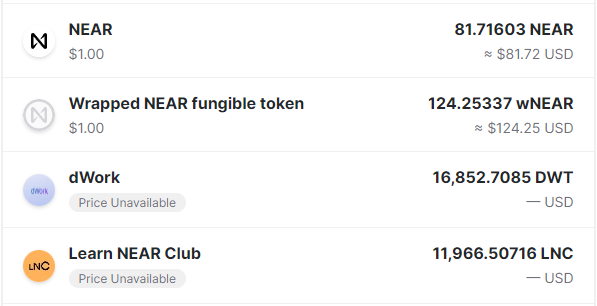 NEAR
81.71603 NEAR
$1.00
≈ $81.72 USD
Wrapped NEAR fungible token
124.25337 wNEAR
$1.00
≈ $124.25 USD
dWork
dWork
16,852.7085 DWT
Price Unavailable
— USD
LNC
Learn NEAR Club
11,966.50716 LNC
Price Unavailable
— USD